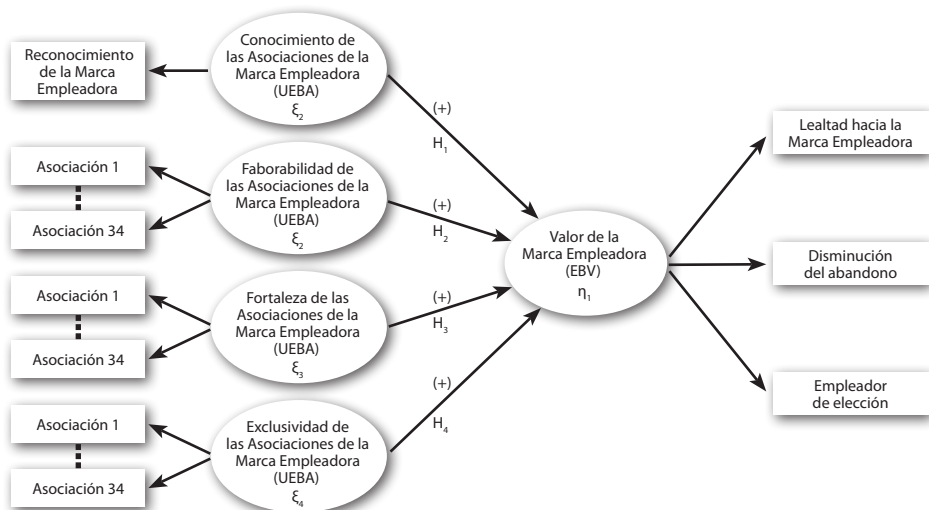 Reconocimiento
de la Marca
Empleadora
Conocimiento de
las Asociaciones de la
Marca Empleadora
(UEBA)
ξ₂
(+)
H₁
Asociación 1
Asociación 34
Faborabilidad de
las Asociaciones de la
Marca Empleadora
(UEBA)
ξ₂
(+)
H₂
Asociación 1
Asociación 34
Fortaleza de las
Asociaciones de la
Marca Empleadora
(UEBA)
ξ₃
(+)
H₃
Asociación 1
Asociación 34
Exclusividad de
las Asociaciones de la
Marca Empleadora
(UEBA)
ξ₄
(+)
H₄
Valor de la
Marca Empleadora
(EBV)
η₁
Lealtad hacia la
Marca Empleadora
Disminución
del abandono
Empleador
de elección